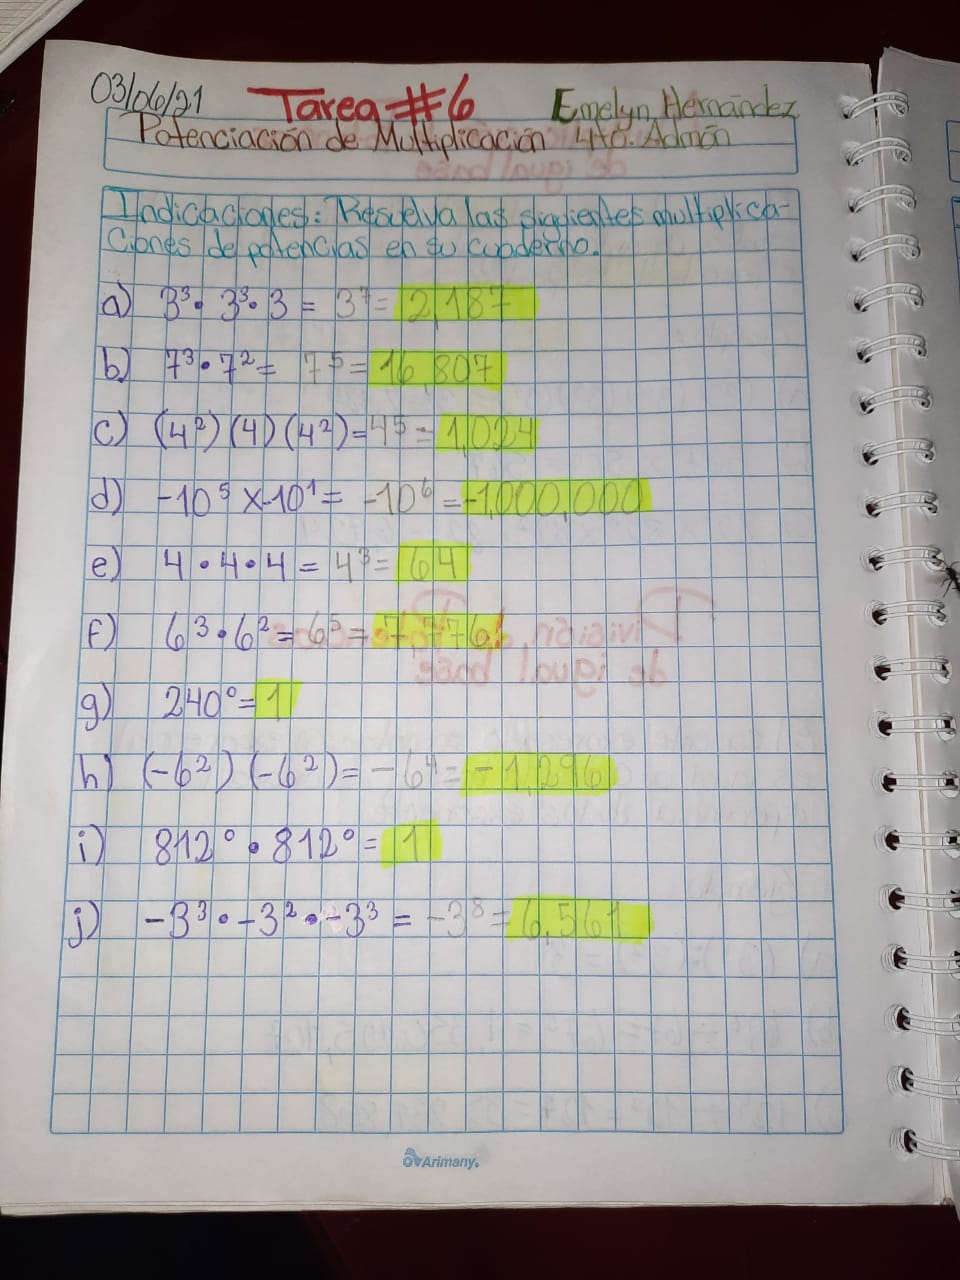 03/06/21 Tarea #6 Emelyn Hernández
Potenciación de Multiplicación 4to. Admón
Indicaciones: Resuelva las siguientes multiplica-
ciones de potencias en su cuaderno.
a) 3³ · 3³ · 3 = 3⁷ = 2,187
b) 7³ · 7² = 7⁵ = 16,807
c) (4²) (4) (4²) = 4⁵ = 1,024
d) -10⁵ x -10¹ = -10⁶ = -1,000,000
e) 4 · 4 · 4 = 4³ = 64
f) 6³ · 6² = 6⁵ = 7,776
g) 240⁰ = 1
h) (-6²) (-6²) = -6⁴ = -1,296
i) 812⁰ · 812⁰ = 1
j) -3³ · -3² · -3³ = -3⁸ = 6,561
Arimany.